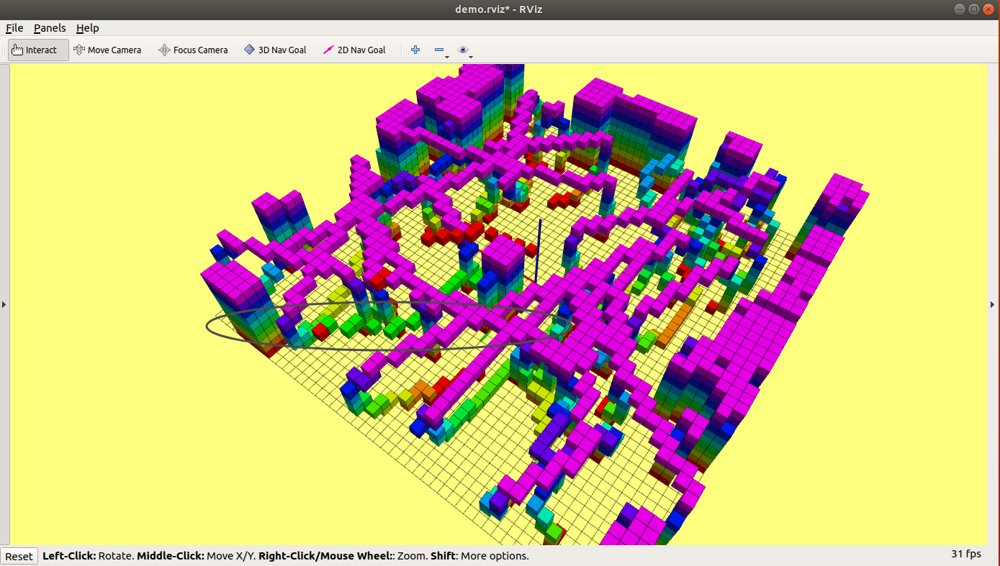 demo.rviz* - RViz
File Panels Help
Interact Move Camera Focus Camera 3D Nav Goal 2D Nav Goal
Reset Left-Click: Rotate. Middle-Click: Move X/Y. Right-Click/Mouse Wheel:: Zoom. Shift: More options. 31 fps